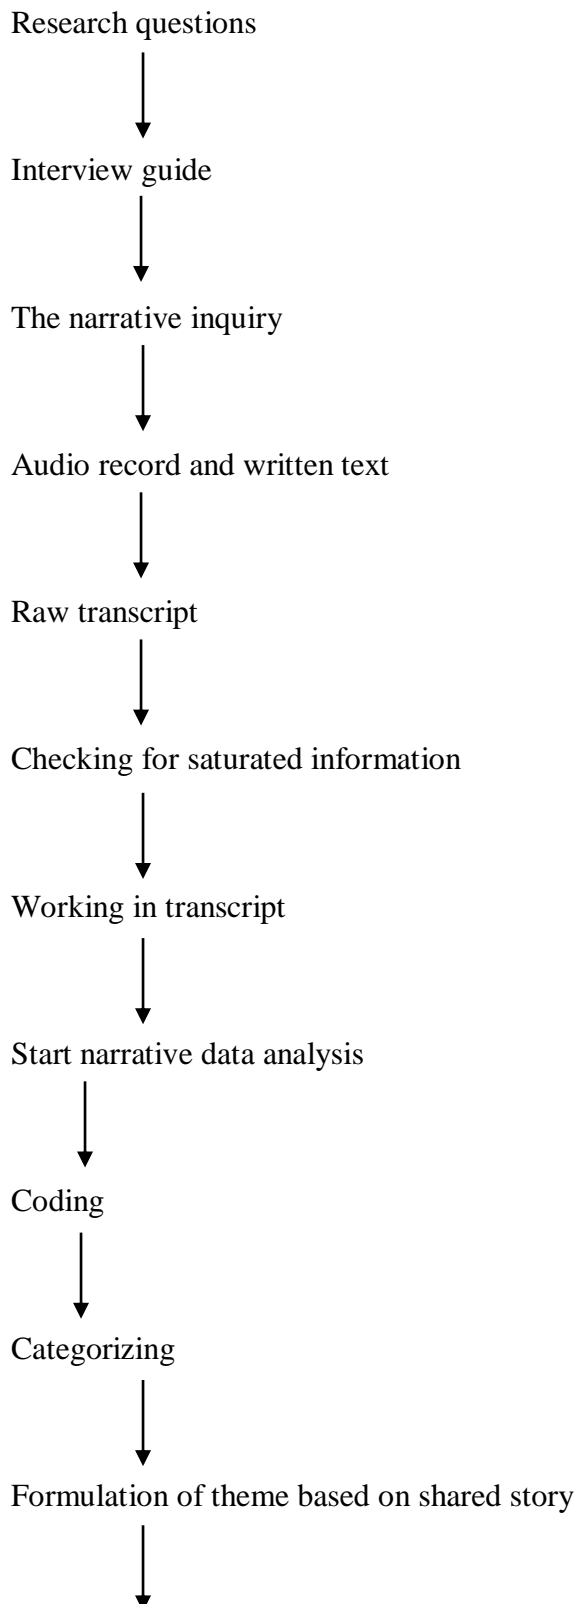 Research questions
Interview guide
The narrative inquiry
Audio record and written text
Raw transcript
Checking for saturated information
Working in transcript
Start narrative data analysis
Coding
Categorizing
Formulation of theme based on shared story